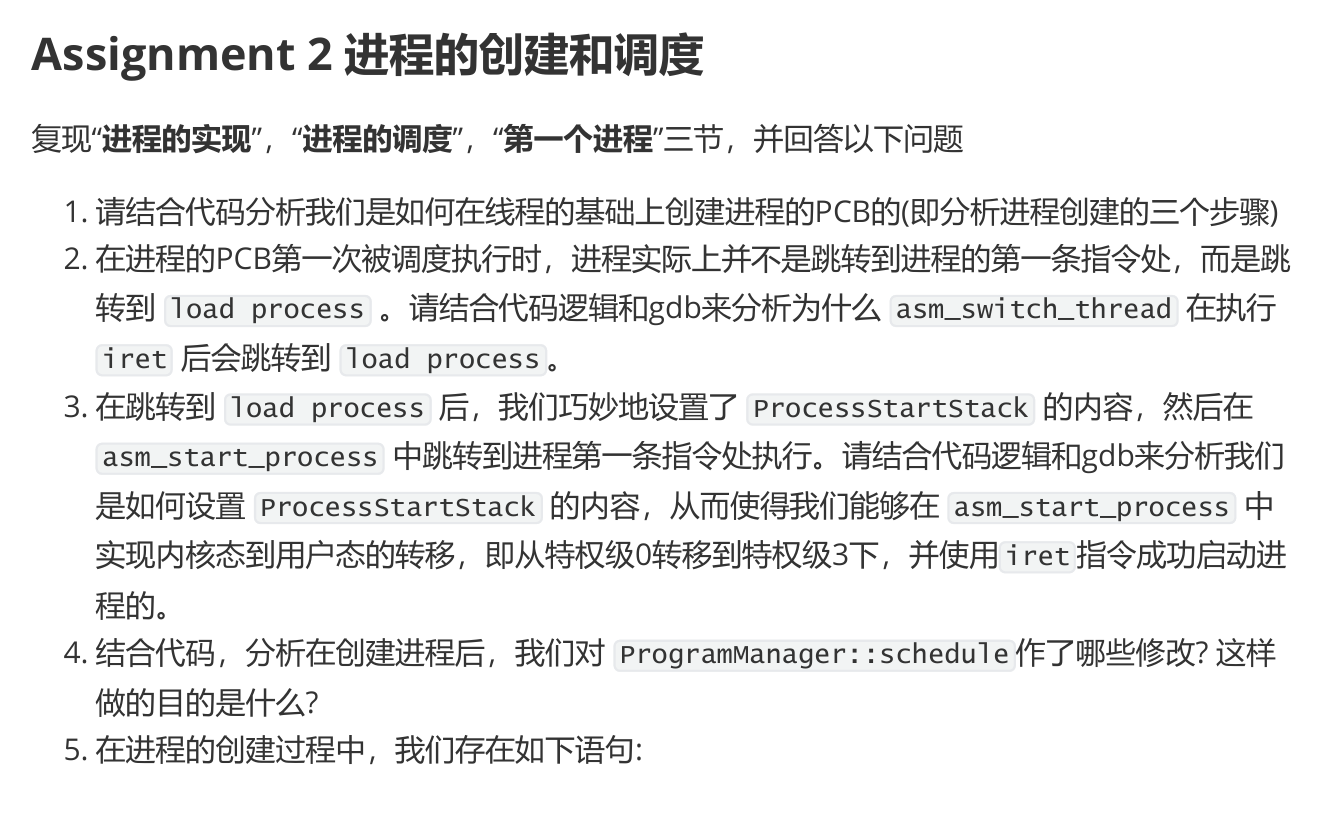 Assignment 2 进程的创建和调度
复现“进程的实现”，“进程的调度”，“第一个进程”三节，并回答以下问题
1. 请结合代码分析我们是如何在线程的基础上创建进程的PCB的(即分析进程创建的三个步骤)
2. 在进程的PCB第一次被调度执行时，进程实际上并不是跳转到进程的第一条指令处，而是跳
转到 load_process 。请结合代码逻辑和gdb来分析为什么 asm_switch_thread 在执行
iret 后会跳转到 load_process。
3. 在跳转到 load_process 后，我们巧妙地设置了 ProcessStartStack 的内容，然后在
asm_start_process 中跳转到进程第一条指令处执行。请结合代码逻辑和gdb来分析我们
是如何设置 ProcessStartStack 的内容，从而使得我们能够在 asm_start_process 中
实现内核态到用户态的转移，即从特权级0转移到特权级3下，并使用iret指令成功启动进
程的。
4. 结合代码，分析在创建进程后，我们对 ProgramManager::schedule作了哪些修改? 这样
做的目的是什么?
5. 在进程的创建过程中，我们存在如下语句: